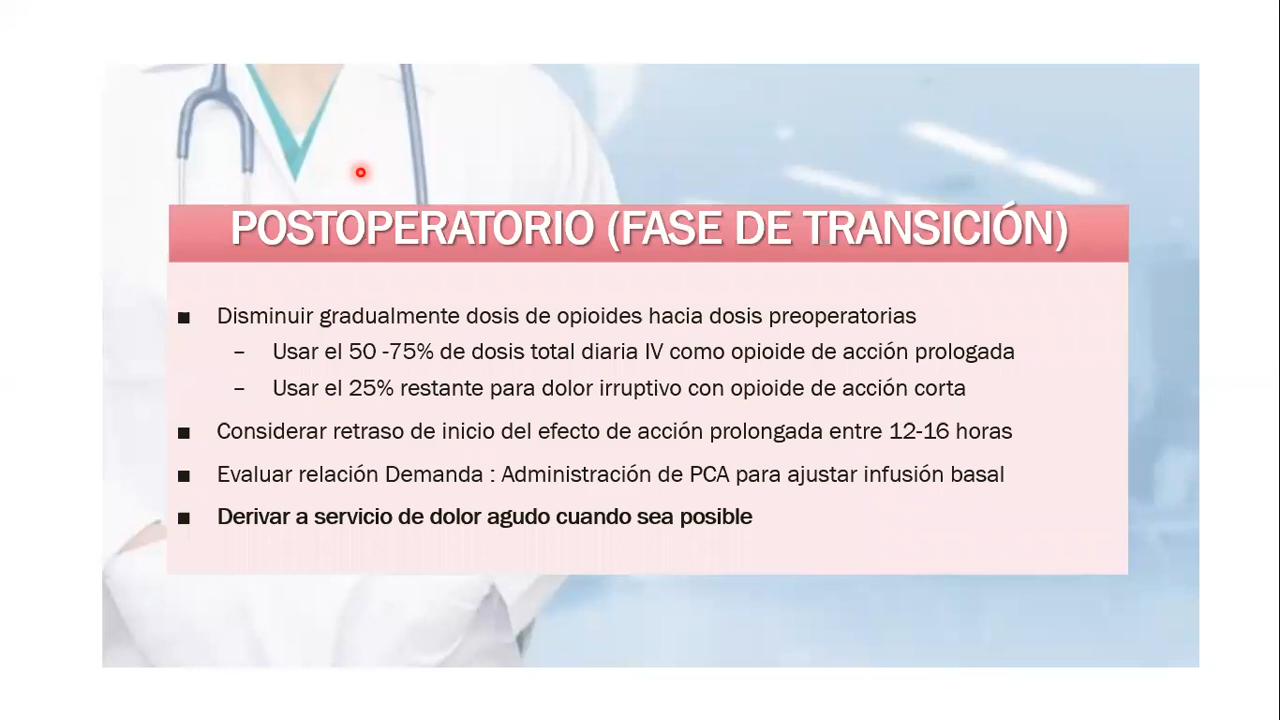 POSTOPERATORIO (FASE DE TRANSICIÓN)
■ Disminuir gradualmente dosis de opioides hacia dosis preoperatorias
– Usar el 50 -75% de dosis total diaria IV como opioide de acción prologada
– Usar el 25% restante para dolor irruptivo con opioide de acción corta
■ Considerar retraso de inicio del efecto de acción prolongada entre 12-16 horas
■ Evaluar relación Demanda : Administración de PCA para ajustar infusión basal
■ Derivar a servicio de dolor agudo cuando sea posible